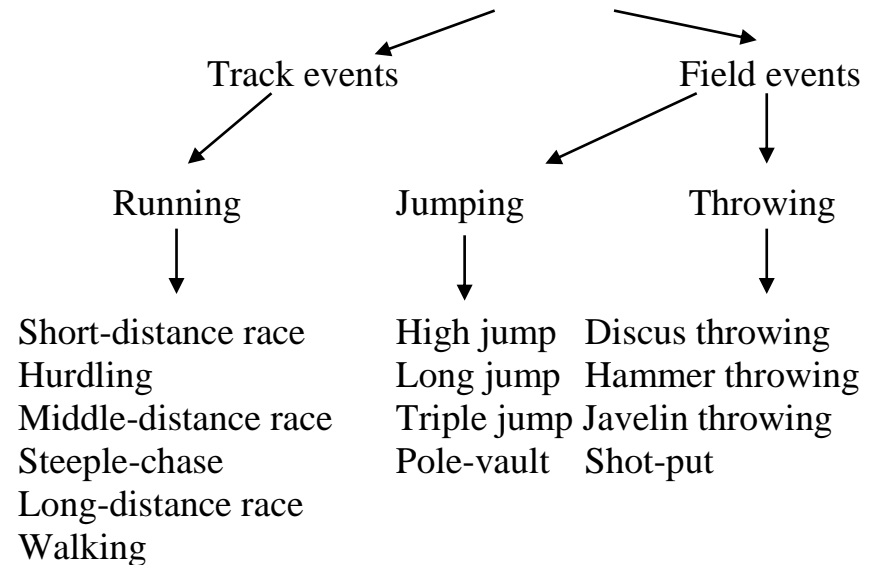 Track events Field events
Running Jumping Throwing
Short-distance race High jump Discus throwing
Hurdling Long jump Hammer throwing
Middle-distance race Triple jump Javelin throwing
Steeple-chase Pole-vault Shot-put
Long-distance race
Walking